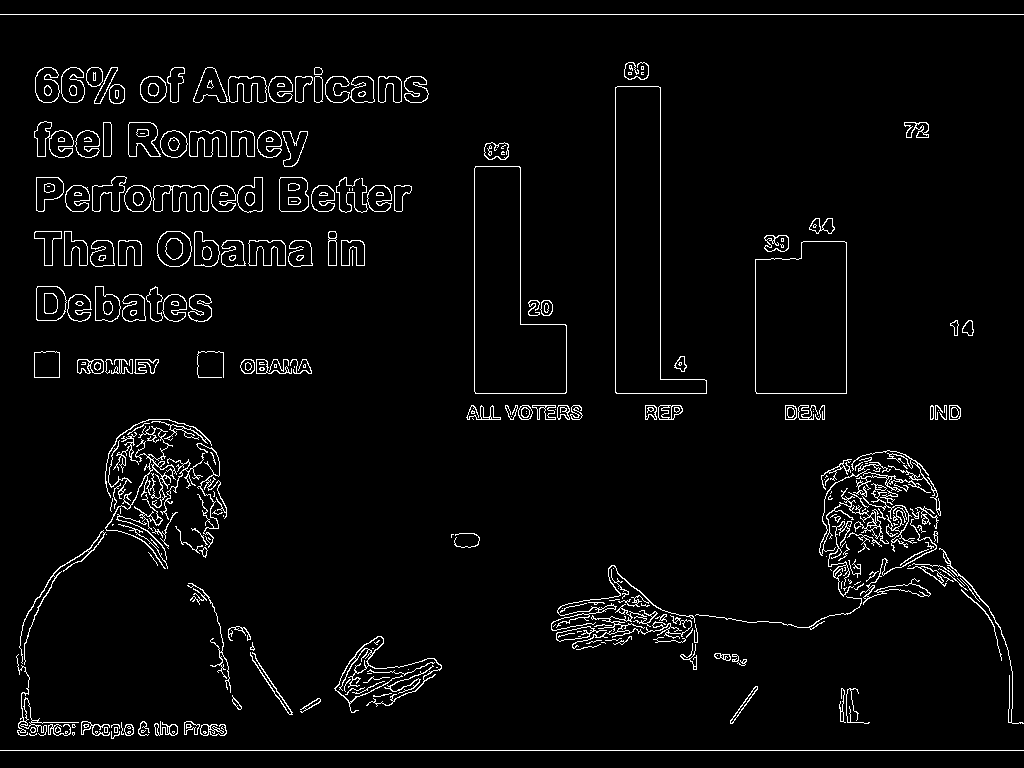 66% of Americans
feel Romney
Performed Better
Than Obama in
Debates
ROMNEY OBAMA
66 20
89 4
39 44
72 14
ALL VOTERS REP DEM IND
Source: People & the Press